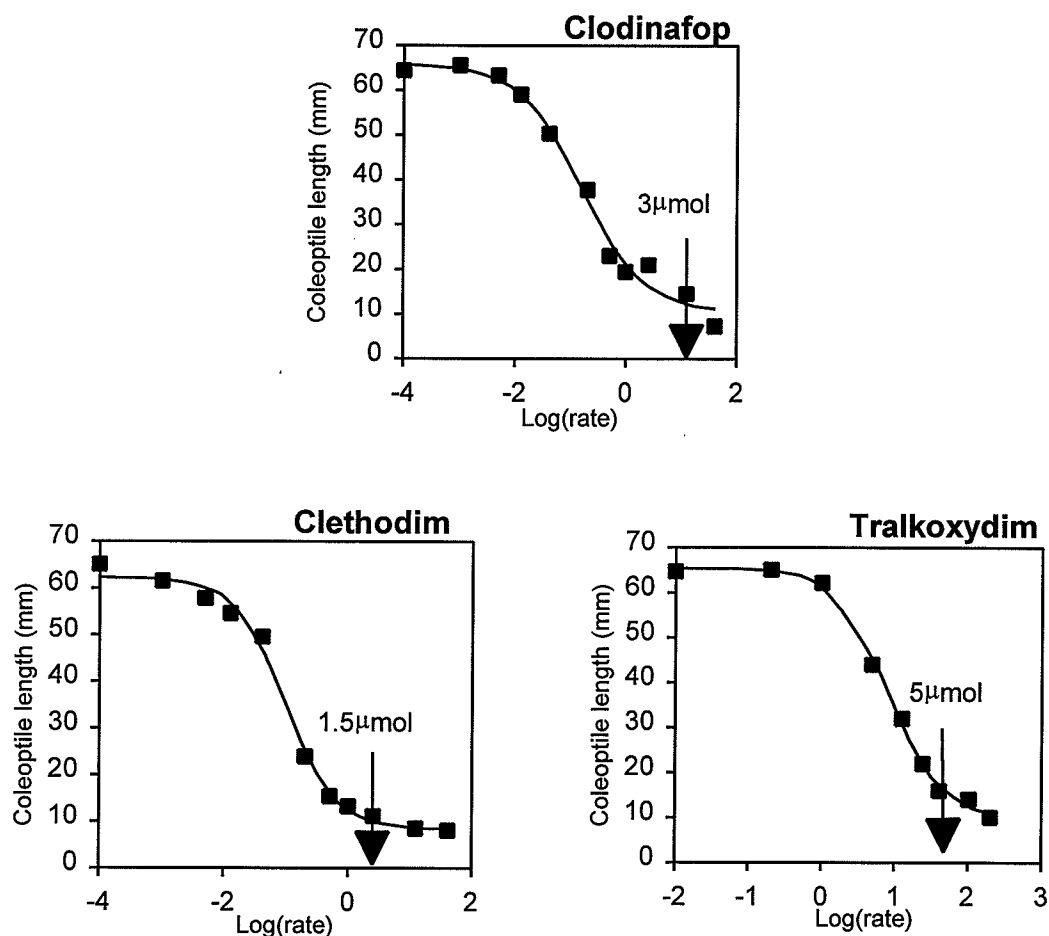 Clodinafop
70
60
50
40
30
20
10
0
Coleoptile length (mm)
3μmol
-4 -2 0 2
Log(rate)
Clethodim
70
60
50
40
30
20
10
0
Coleoptile length (mm)
1.5μmol
-4 -2 0 2
Log(rate)
Tralkoxydim
70
60
50
40
30
20
10
0
Coleoptile length (mm)
5μmol
-2 -1 0 1 2 3
Log(rate)